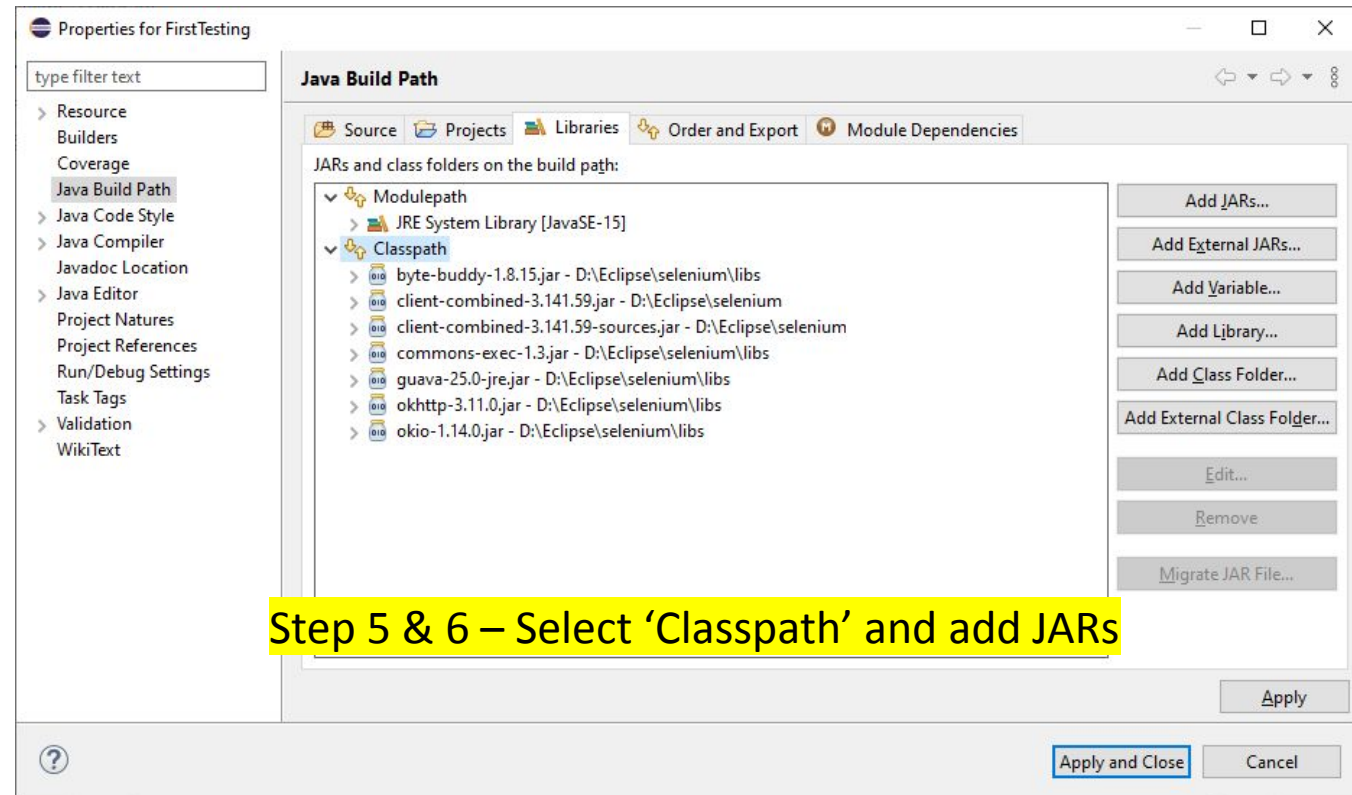 Properties for FirstTesting
type filter text
Resource
Builders
Coverage
Java Build Path
Java Code Style
Java Compiler
Javadoc Location
Java Editor
Project Natures
Project References
Run/Debug Settings
Task Tags
Validation
WikiText
Java Build Path
Source Projects Libraries Order and Export Module Dependencies
JARs and class folders on the build path:
Modulepath
JRE System Library [JavaSE-15]
Classpath
byte-buddy-1.8.15.jar - D:\Eclipse\selenium\libs
client-combined-3.141.59.jar - D:\Eclipse\selenium
client-combined-3.141.59-sources.jar - D:\Eclipse\selenium
commons-exec-1.3.jar - D:\Eclipse\selenium\libs
guava-25.0-jre.jar - D:\Eclipse\selenium\libs
okhttp-3.11.0.jar - D:\Eclipse\selenium\libs
okio-1.14.0.jar - D:\Eclipse\selenium\libs
Add JARs...
Add External JARs...
Add Variable...
Add Library...
Add Class Folder...
Add External Class Folder...
Edit...
Remove
Migrate JAR File...
Step 5 & 6 – Select ‘Classpath’ and add JARs
Apply
Apply and Close
Cancel